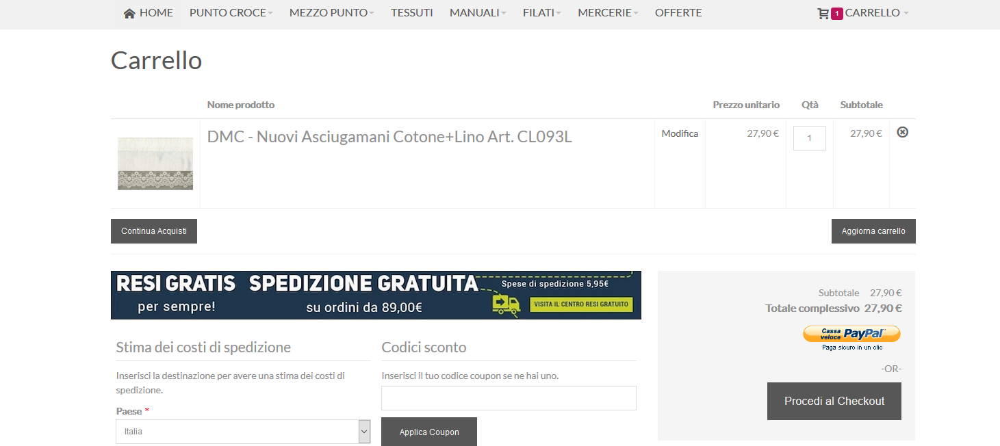 HOME PUNTO CROCE MEZZO PUNTO TESSUTI MANUALI FILATI MERCERIE OFFERTE 1 CARRELLO
Carrello
Nome prodotto Prezzo unitario Qtà Subtotale
DMC - Nuovi Asciugamani Cotone+Lino Art. CL093L Modifica 27,90 € 1 27,90 €
Continua Acquisti Aggiorna carrello
RESI GRATIS SPEDIZIONE GRATUITA Spese di spedizione 5,95€
per sempre! su ordini da 89,00€ VISITA IL CENTRO RESI GRATUITO
Subtotale 27,90 €
Totale complessivo 27,90 €
Cassa veloce PayPal
Paga sicuro in un clic
-OR-
Procedi al Checkout
Stima dei costi di spedizione
Inserisci la destinazione per avere una stima dei costi di
spedizione.
Paese *
Italia
Codici sconto
Inserisci il tuo codice coupon se ne hai uno.
Applica Coupon